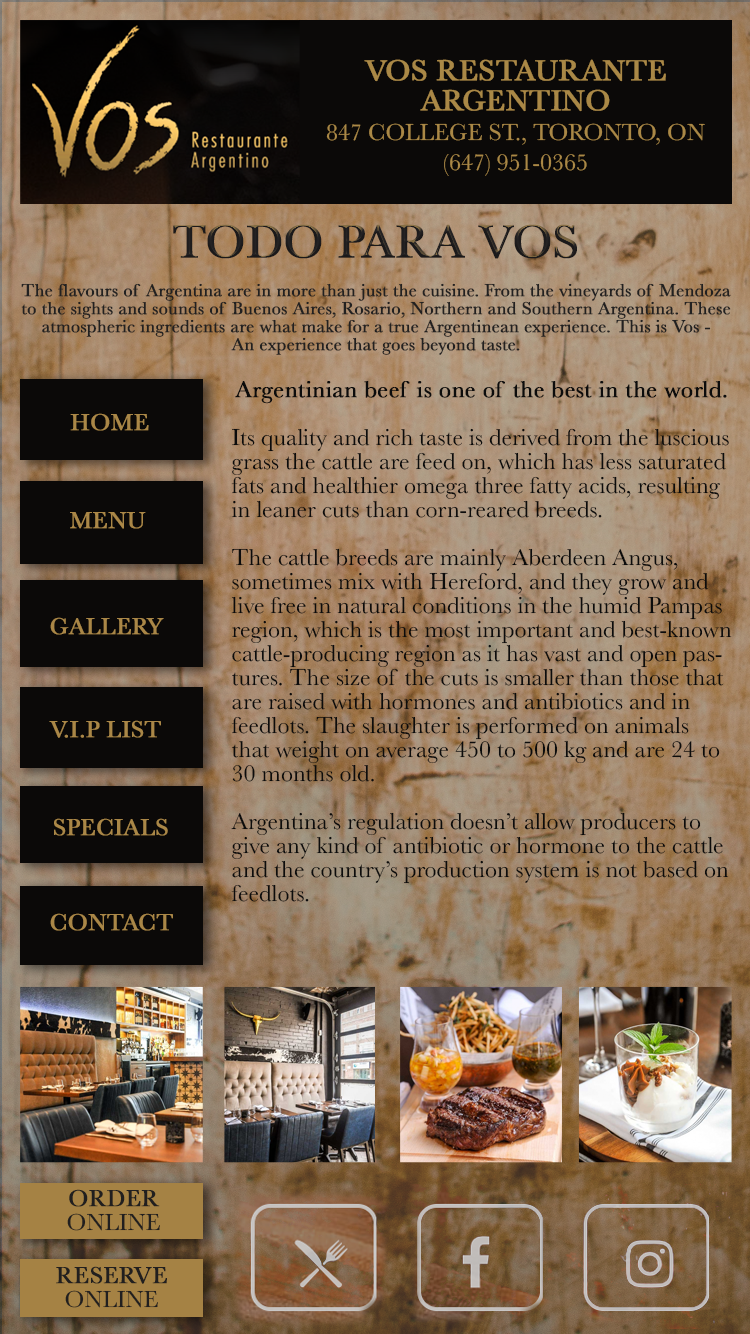 Vos
Restaurante
Argentino
VOS RESTAURANTE
ARGENTINO
847 COLLEGE ST., TORONTO, ON
(647) 951-0365
TODO PARA VOS
The flavours of Argentina are in more than just the cuisine. From the vineyards of Mendoza
to the sights and sounds of Buenos Aires, Rosario, Northern and Southern Argentina. These
atmospheric ingredients are what make for a true Argentinean experience. This is Vos -
An experience that goes beyond taste!
HOME
MENU
GALLERY
V.I.P LIST
SPECIALS
CONTACT
Argentinian beef is one of the best in the world.
Its quality and rich taste is derived from the luscious
grass the cattle are feed on, which has less saturated
fats and healthier omega three fatty acids, resulting
in leaner cuts than corn-reared breeds.
The cattle breeds are mainly Aberdeen Angus,
sometimes mix with Hereford, and they grow and
live free in natural conditions in the humid Pampas
region, which is the most important and best-known
cattle-producing region as it has vast and open pas-
tures. The size of the cuts is smaller than those that
are raised with hormones and antibiotics and in
feedlots. The slaughter is performed on animals
that weight on average 450 to 500 kg and are 24 to
30 months old.
Argentina’s regulation doesn’t allow producers to
give any kind of antibiotic or hormone to the cattle
and the country’s production system is not based on
feedlots.
ORDER
ONLINE
RESERVE
ONLINE